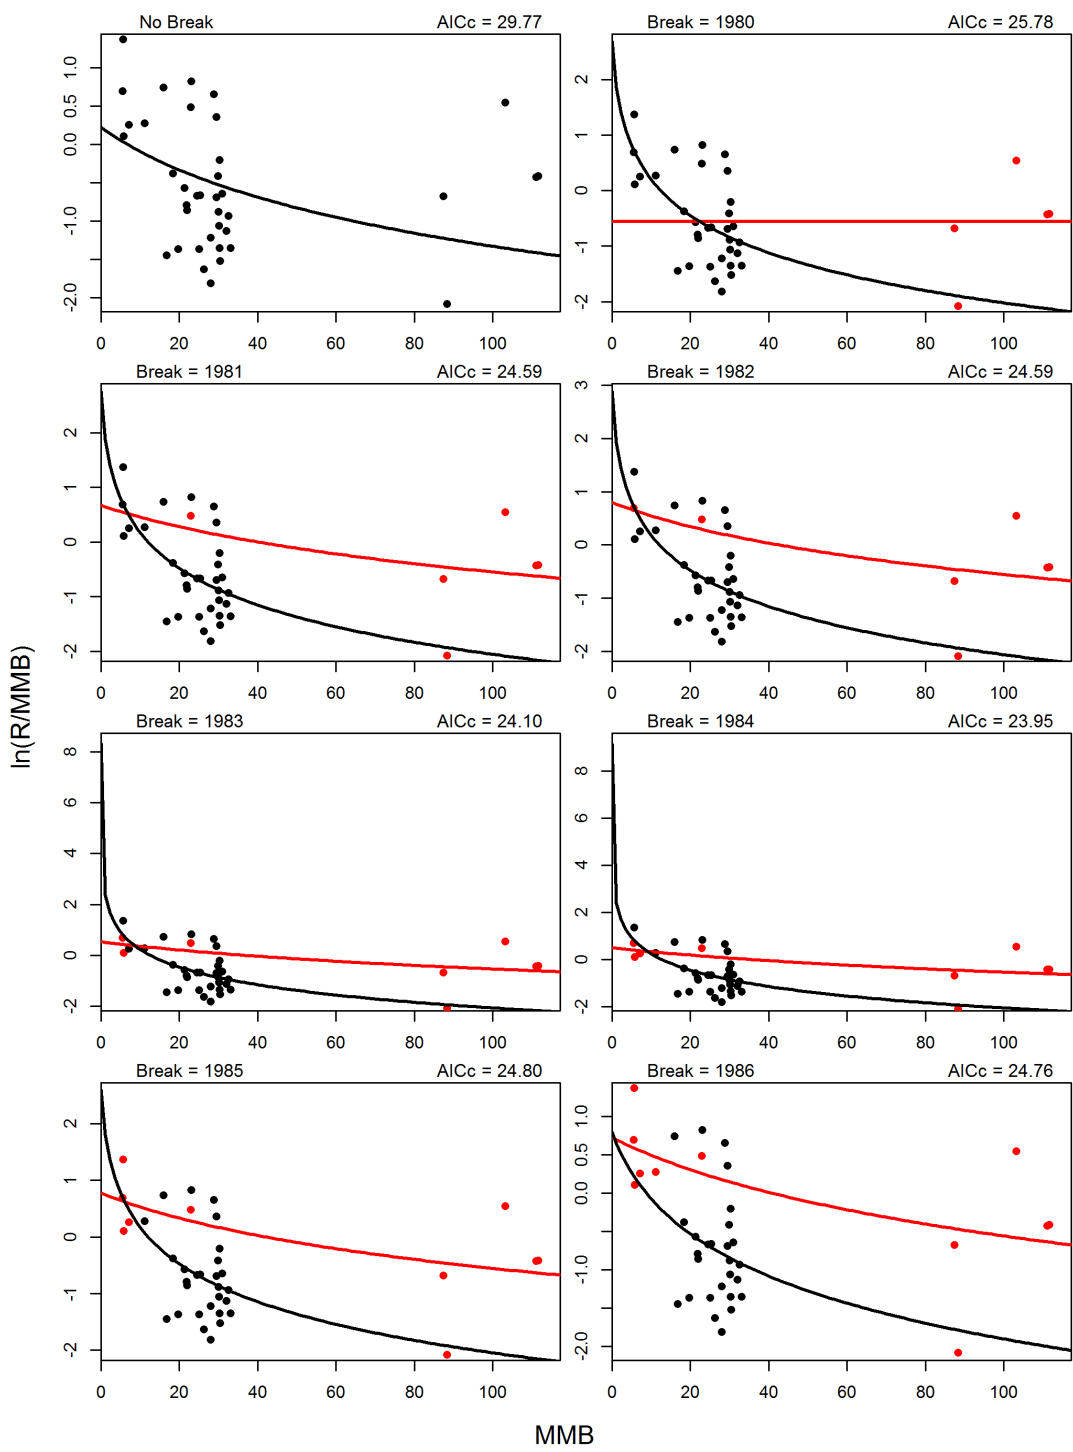 No Break AICc = 29.77
1.0
0.5
0.0
-1.0
-2.0
0 20 40 60 80 100
Break = 1980 AICc = 25.78
2
1
0
-1
-2
0 20 40 60 80 100
Break = 1981 AICc = 24.59
2
1
0
-1
-2
0 20 40 60 80 100
Break = 1982 AICc = 24.59
3
2
1
0
-1
-2
0 20 40 60 80 100
Break = 1983 AICc = 24.10
8
6
4
2
0
-2
0 20 40 60 80 100
Break = 1984 AICc = 23.95
8
6
4
2
0
-2
0 20 40 60 80 100
Break = 1985 AICc = 24.80
2
1
0
-1
-2
0 20 40 60 80 100
Break = 1986 AICc = 24.76
1.0
0.5
0.0
-1.0
-2.0
0 20 40 60 80 100
ln(R/MMB)
MMB